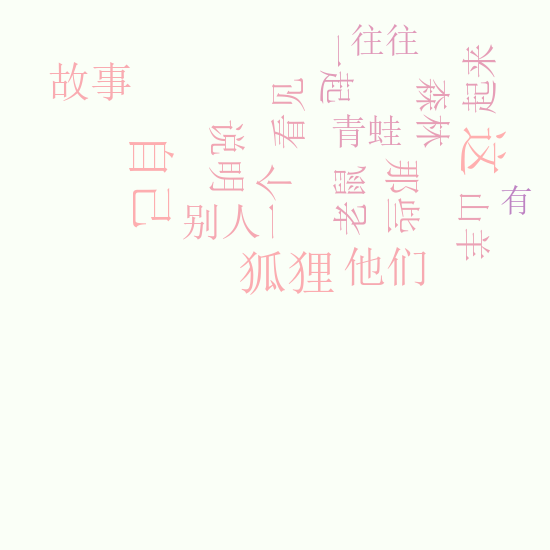 往往
故事
一起
看见
森林
起来
说明
青蛙
这
自己
一个
老鼠
那些
山羊
有
别人
狐狸
他们